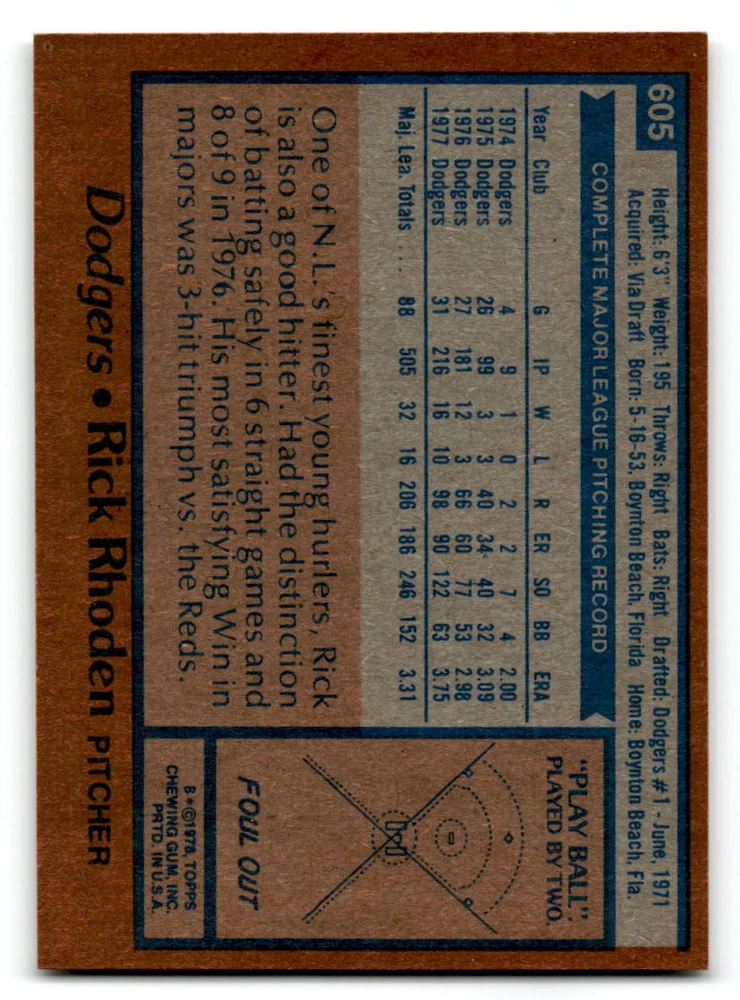 605
Height: 6'3" Weight: 195 Throws: Right Bats: Right Drafted: Dodgers #1 - June, 1971
Acquired: Via Draft Born: 5-16-53, Boynton Beach, Florida Home: Boynton Beach, Fla.
COMPLETE MAJOR LEAGUE PITCHING RECORD
Year Club G IP W L R ER SO BB ERA
1974 Dodgers 4 9 1 0 2 2 7 4 2.00
1975 Dodgers 26 99 3 3 40 34 40 32 3.09
1976 Dodgers 27 181 12 3 66 60 77 53 2.98
1977 Dodgers 31 216 16 10 98 90 122 63 3.75
Maj. Lea. Totals ... 88 505 32 16 206 186 246 152 3.31
One of N.L.'s finest young hurlers, Rick
is also a good hitter. Had the distinction
of batting safely in 6 straight games and
8 of 9 in 1976. His most satisfying Win in
majors was 3-hit triumph vs. the Reds.
"PLAY BALL":
PLAYED BY TWO.
FOUL OUT
B*©1978 TOPPS
CHEWING GUM, INC.
PRTD. IN U.S.A.
Dodgers • Rick Rhoden PITCHER